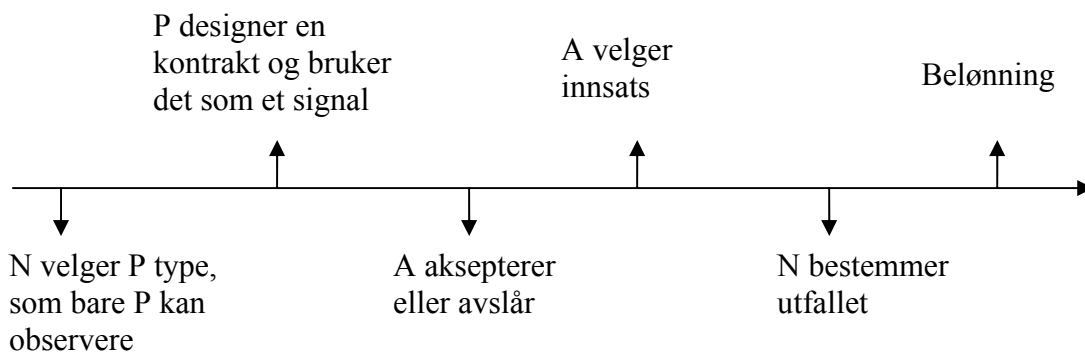 P designer en
kontrakt og bruker
det som et signal
A velger
innsats
Belønning
N velger P type,
som bare P kan
observere
A aksepterer
eller avslår
N bestemmer
utfallet